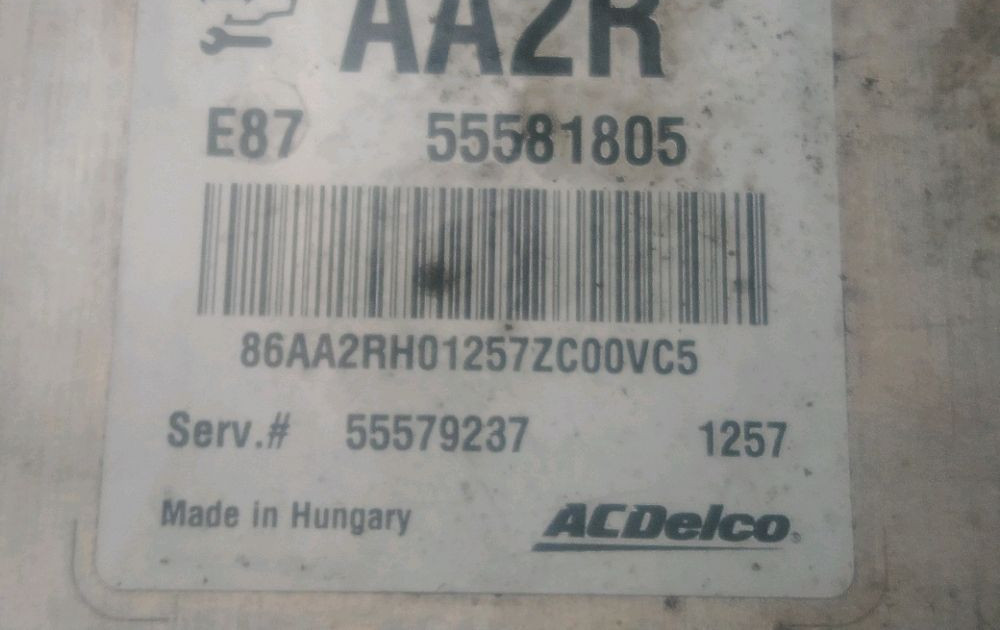 AA2R
E87 55581805
86AA2RH01257ZC00VC5
Serv.# 55579237 1257
Made in Hungary ACDelco®